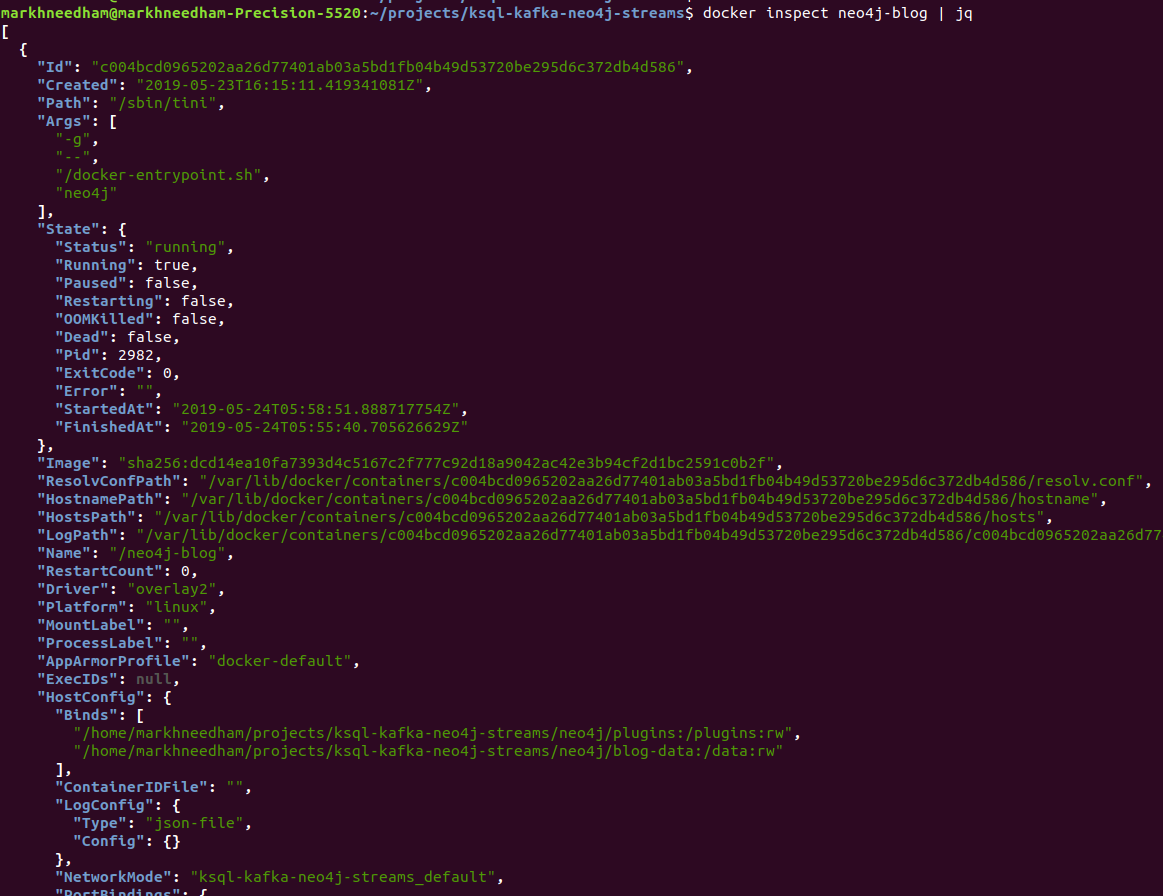 markhneedham@markhneedham-Precision-5520:~/projects/ksql-kafka-neo4j-streams$ docker inspect neo4j-blog | jq
[
  {
    "Id": "c004bcd0965202aa26d77401ab03a5bd1fb04b49d53720be295d6c372db4d586",
    "Created": "2019-05-23T16:15:11.419341081Z",
    "Path": "/sbin/tini",
    "Args": [
      "-g",
      "--",
      "/docker-entrypoint.sh",
      "neo4j"
    ],
    "State": {
      "Status": "running",
      "Running": true,
      "Paused": false,
      "Restarting": false,
      "OOMKilled": false,
      "Dead": false,
      "Pid": 2982,
      "ExitCode": 0,
      "Error": "",
      "StartedAt": "2019-05-24T05:58:51.888717754Z",
      "FinishedAt": "2019-05-24T05:55:40.705626629Z"
    },
    "Image": "sha256:dcd14ea10fa7393d4c5167c2f777c92d18a9042ac42e3b94cf2d1bc2591c0b2f",
    "ResolvConfPath": "/var/lib/docker/containers/c004bcd0965202aa26d77401ab03a5bd1fb04b49d53720be295d6c372db4d586/resolv.conf",
    "HostnamePath": "/var/lib/docker/containers/c004bcd0965202aa26d77401ab03a5bd1fb04b49d53720be295d6c372db4d586/hostname",
    "HostsPath": "/var/lib/docker/containers/c004bcd0965202aa26d77401ab03a5bd1fb04b49d53720be295d6c372db4d586/hosts",
    "LogPath": "/var/lib/docker/containers/c004bcd0965202aa26d77401ab03a5bd1fb04b49d53720be295d6c372db4d586/c004bcd0965202aa26d77
    "Name": "/neo4j-blog",
    "RestartCount": 0,
    "Driver": "overlay2",
    "Platform": "linux",
    "MountLabel": "",
    "ProcessLabel": "",
    "AppArmorProfile": "docker-default",
    "ExecIDs": null,
    "HostConfig": {
      "Binds": [
        "/home/markhneedham/projects/ksql-kafka-neo4j-streams/neo4j/plugins:/plugins:rw",
        "/home/markhneedham/projects/ksql-kafka-neo4j-streams/neo4j/blog-data:/data:rw"
      ],
      "ContainerIDFile": "",
      "LogConfig": {
        "Type": "json-file",
        "Config": {}
      },
      "NetworkMode": "ksql-kafka-neo4j-streams_default",
      "PortBindings": {